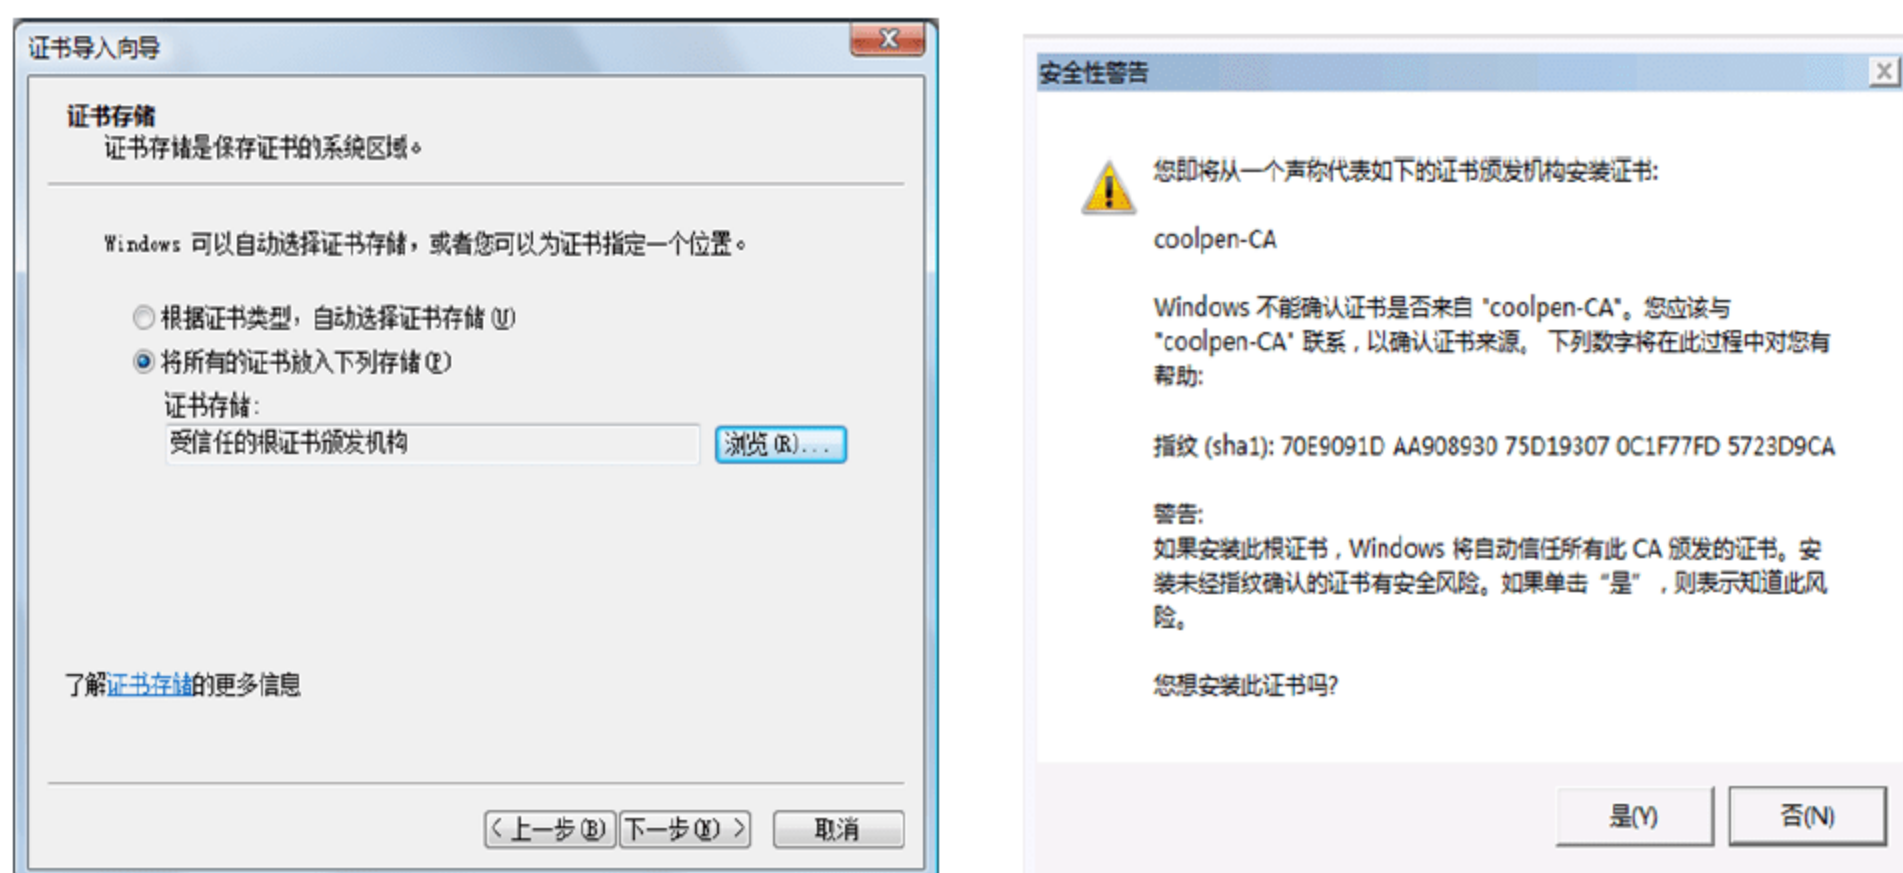 证书导入向导
证书存储
证书存储是保存证书的系统区域。
Windows 可以自动选择证书存储，或者您可以为证书指定一个位置。
根据证书类型，自动选择证书存储(U)
将所有的证书放入下列存储(P)
证书存储:
受信任的根证书颁发机构
浏览(R)...
了解证书存储的更多信息
< 上一步(B)
下一步(N) >
取消
安全性警告
您即将从一个声称代表如下的证书颁发机构安装证书:
coolpen-CA
Windows 不能确认证书是否来自 "coolpen-CA"。您应该与
"coolpen-CA" 联系，以确认证书来源。 下列数字将在此过程中对您有
帮助:
指纹 (sha1): 70E9091D AA908930 75D19307 0C1F77FD 5723D9CA
警告:
如果安装此根证书，Windows 将自动信任所有此 CA 颁发的证书。安
装未经指纹确认的证书有安全风险。如果单击“是”，则表示知道此风
险。
您想安装此证书吗?
是(Y)
否(N)